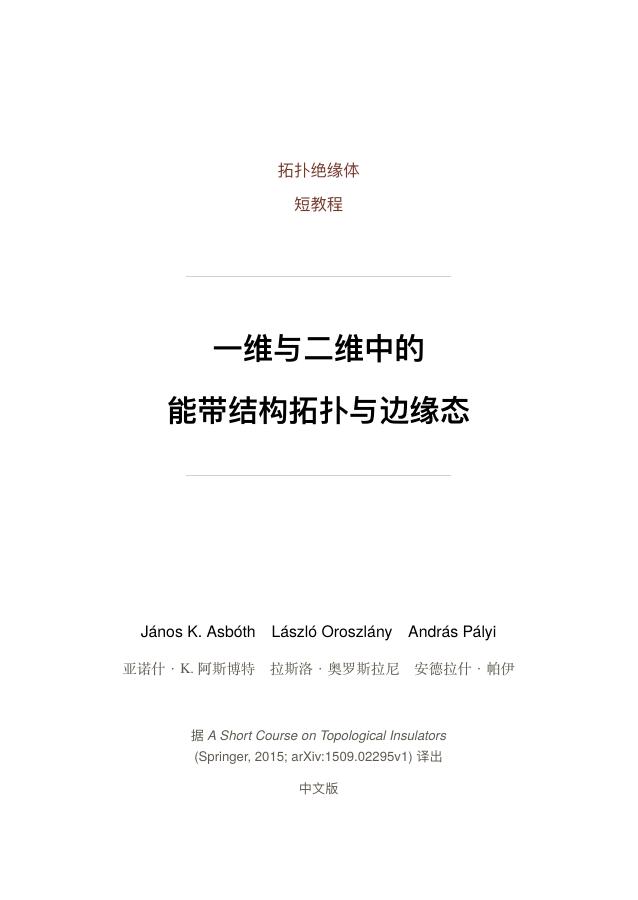 拓扑绝缘体
短教程
一维与二维中的
能带结构拓扑与边缘态
János K. Asbóth László Oroszlány András Pályi
亚诺什 · K. 阿斯博特 拉斯洛 · 奥罗斯拉尼 安德拉什 · 帕伊
据 A Short Course on Topological Insulators
(Springer, 2015; arXiv:1509.02295v1) 译出
中文版